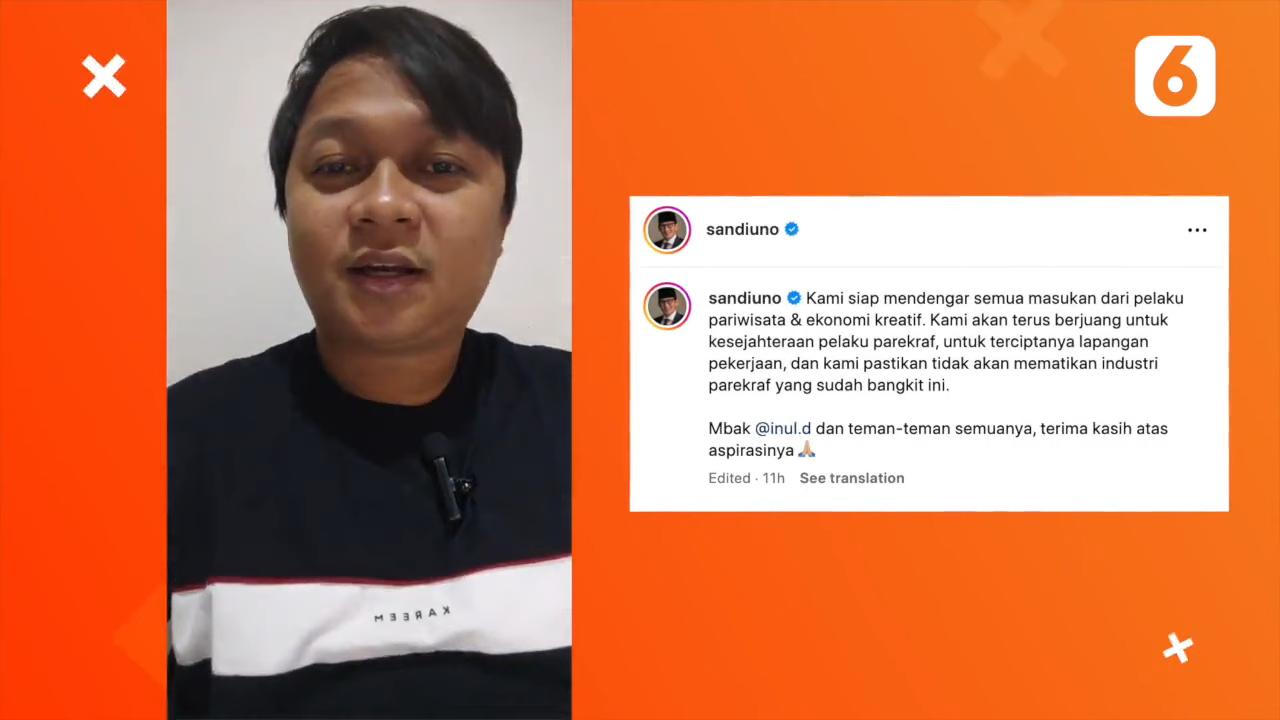 6
sandiuno
sandiuno Kami siap mendengar semua masukan dari pelaku
pariwisata & ekonomi kreatif. Kami akan terus berjuang untuk
kesejahteraan pelaku parekraf, untuk terciptanya lapangan
pekerjaan, dan kami pastikan tidak akan mematikan industri
parekraf yang sudah bangkit ini.
Mbak @inul.d dan teman-teman semuanya, terima kasih atas
aspirasinya 🙏🏼
Edited · 11h See translation
KAREEM